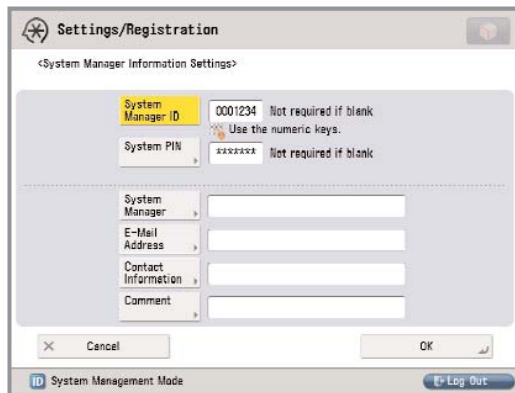 Settings/Registration
<System Manager Information Settings>
System
Manager ID
0001234 Not required if blank
Use the numeric keys.
System PIN
******* Not required if blank
System
Manager
E-Mail
Address
Contact
Information
Comment
Cancel
OK
ID System Management Mode
Log Out